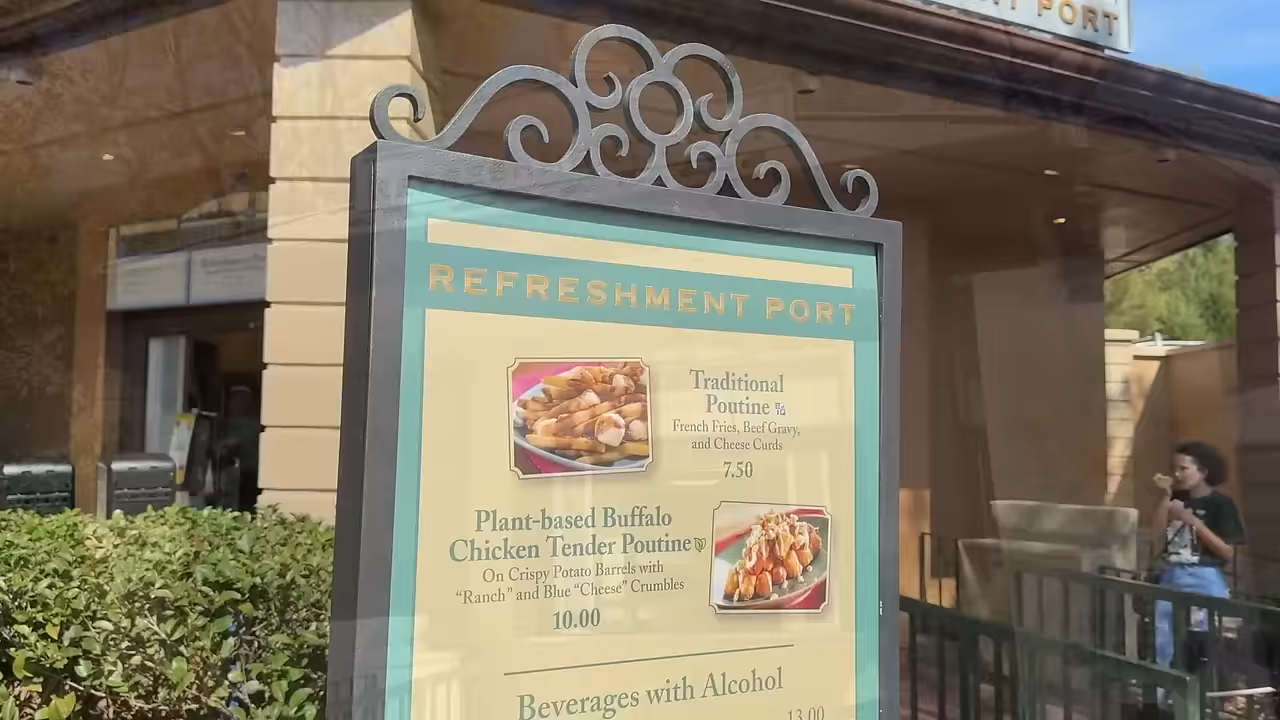 PORT
REFRESHMENT PORT
Traditional
Poutine
French Fries, Beef Gravy,
and Cheese Curds
7.50
Plant-based Buffalo
Chicken Tender Poutine
On Crispy Potato Barrels with
“Ranch” and Blue “Cheese” Crumbles
10.00
Beverages with Alcohol
13.00